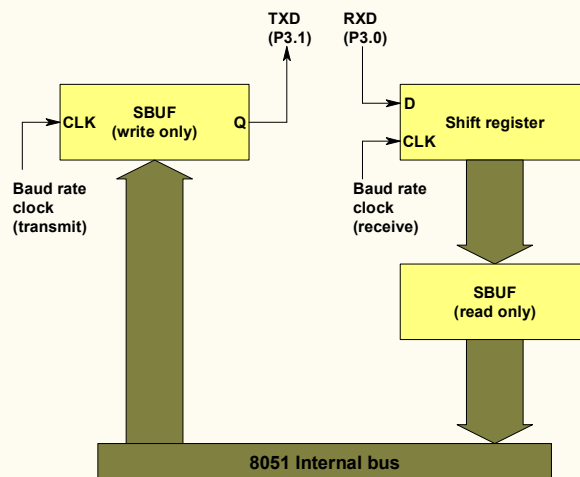 TXD
(P3.1)
RXD
(P3.0)
SBUF
(write only)
CLK
Q
D
CLK
Shift register
Baud rate
clock
(transmit)
Baud rate
clock
(receive)
SBUF
(read only)
8051 Internal bus